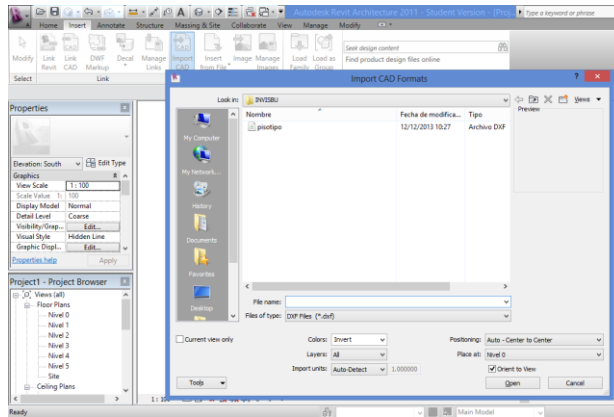 Autodesk Revit Architecture 2011 - Student Version - [Proj...
Type a keyword or phrase
Home Insert Annotate Structure Massing & Site Collaborate View Manage Modify
Modify Link Revit Link CAD DWF Markup Decal Manage Links Import CAD Insert from File Image Manage Images Load Family Load as Group
Seek design content
Find product design files online
Select Link
Import CAD Formats
Look in: INVISBU Views
Preview
Nombre Fecha de modifica... Tipo
pisotipo 12/12/2013 10:27 Archivo DXF
My Computer
My Network...
History
Documents
Favorites
Desktop
File name:
Files of type: DXF Files (*.dxf)
Current view only
Colors: Invert
Positioning: Auto - Center to Center
Layers: All
Place at: Nivel 0
Import units: Auto-Detect 1.000000
Orient to View
Tools Open Cancel
Properties
Elevation: South Edit Type
Graphics
View Scale 1:100
Scale Value 1: 100
Display Model Normal
Detail Level Coarse
Visibility/Grap... Edit...
Visual Style Hidden Line
Graphic Displ... Edit...
Properties help Apply
Project1 - Project Browser
Views (all)
Floor Plans
Nivel 0
Nivel 1
Nivel 2
Nivel 3
Nivel 4
Nivel 5
Site
Ceiling Plans
Ready
Main Model